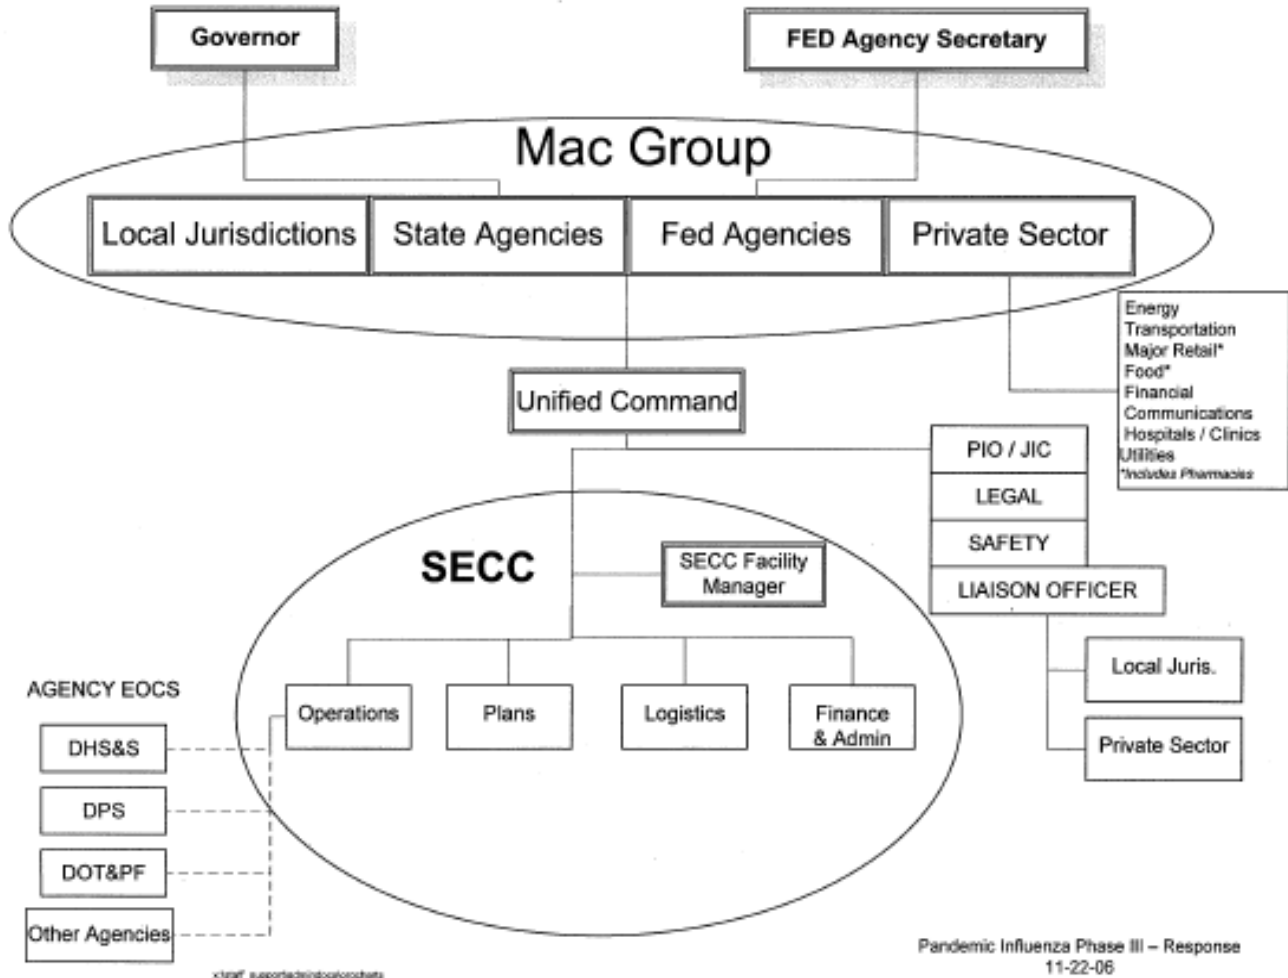 Governor
FED Agency Secretary
Mac Group
Local Jurisdictions
State Agencies
Fed Agencies
Private Sector
Energy
Transportation
Major Retail*
Food*
Financial
Communications
Hospitals / Clinics
Utilities
*Includes Pharmacies
Unified Command
PIO / JIC
LEGAL
SAFETY
LIAISON OFFICER
Local Juris.
Private Sector
SECC
SECC Facility
Manager
Operations
Plans
Logistics
Finance
& Admin
AGENCY EOCS
DHS&S
DPS
DOT&PF
Other Agencies
Pandemic Influenza Phase III – Response
11-22-06